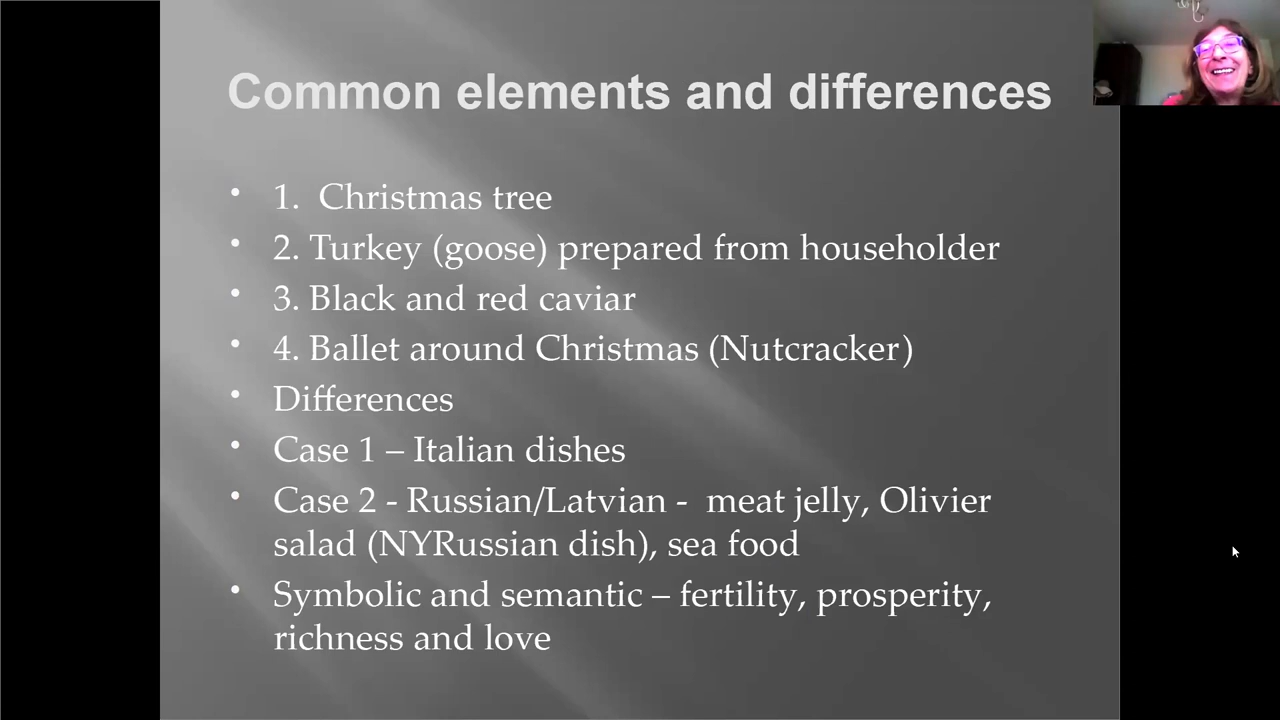 Common elements and differences
• 1. Christmas tree
• 2. Turkey (goose) prepared from householder
• 3. Black and red caviar
• 4. Ballet around Christmas (Nutcracker)
• Differences
• Case 1 – Italian dishes
• Case 2 - Russian/Latvian - meat jelly, Olivier
salad (NYRussian dish), sea food
• Symbolic and semantic – fertility, prosperity,
richness and love